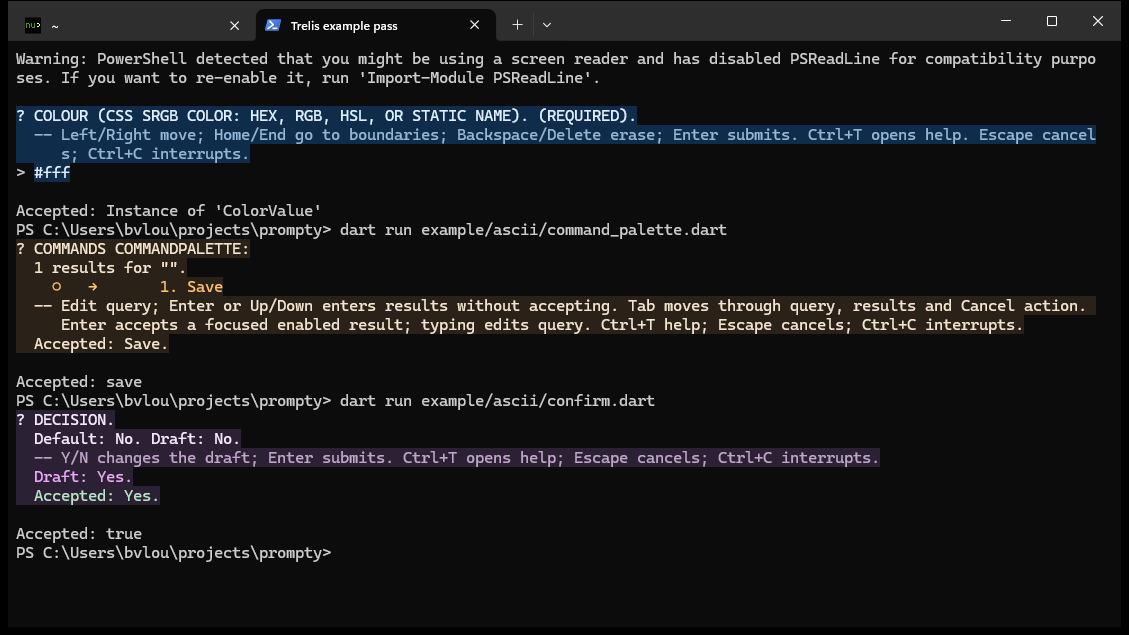 nu> ~
Trelis example pass
Warning: PowerShell detected that you might be using a screen reader and has disabled PSReadLine for compatibility purpo
ses. If you want to re-enable it, run 'Import-Module PSReadLine'.
? COLOUR (CSS SRGB COLOR: HEX, RGB, HSL, OR STATIC NAME). (REQUIRED).
-- Left/Right move; Home/End go to boundaries; Backspace/Delete erase; Enter submits. Ctrl+T opens help. Escape cancel
s; Ctrl+C interrupts.
> #fff
Accepted: Instance of 'ColorValue'
PS C:\Users\bvlou\projects\prompty> dart run example/ascii/command_palette.dart
? COMMANDS COMMANDPALETTE:
1 results for "".
○ → 1. Save
-- Edit query; Enter or Up/Down enters results without accepting. Tab moves through query, results and Cancel action.
Enter accepts a focused enabled result; typing edits query. Ctrl+T help; Escape cancels; Ctrl+C interrupts.
Accepted: Save.
Accepted: save
PS C:\Users\bvlou\projects\prompty> dart run example/ascii/confirm.dart
? DECISION.
Default: No. Draft: No.
-- Y/N changes the draft; Enter submits. Ctrl+T opens help; Escape cancels; Ctrl+C interrupts.
Draft: Yes.
Accepted: Yes.
Accepted: true
PS C:\Users\bvlou\projects\prompty>